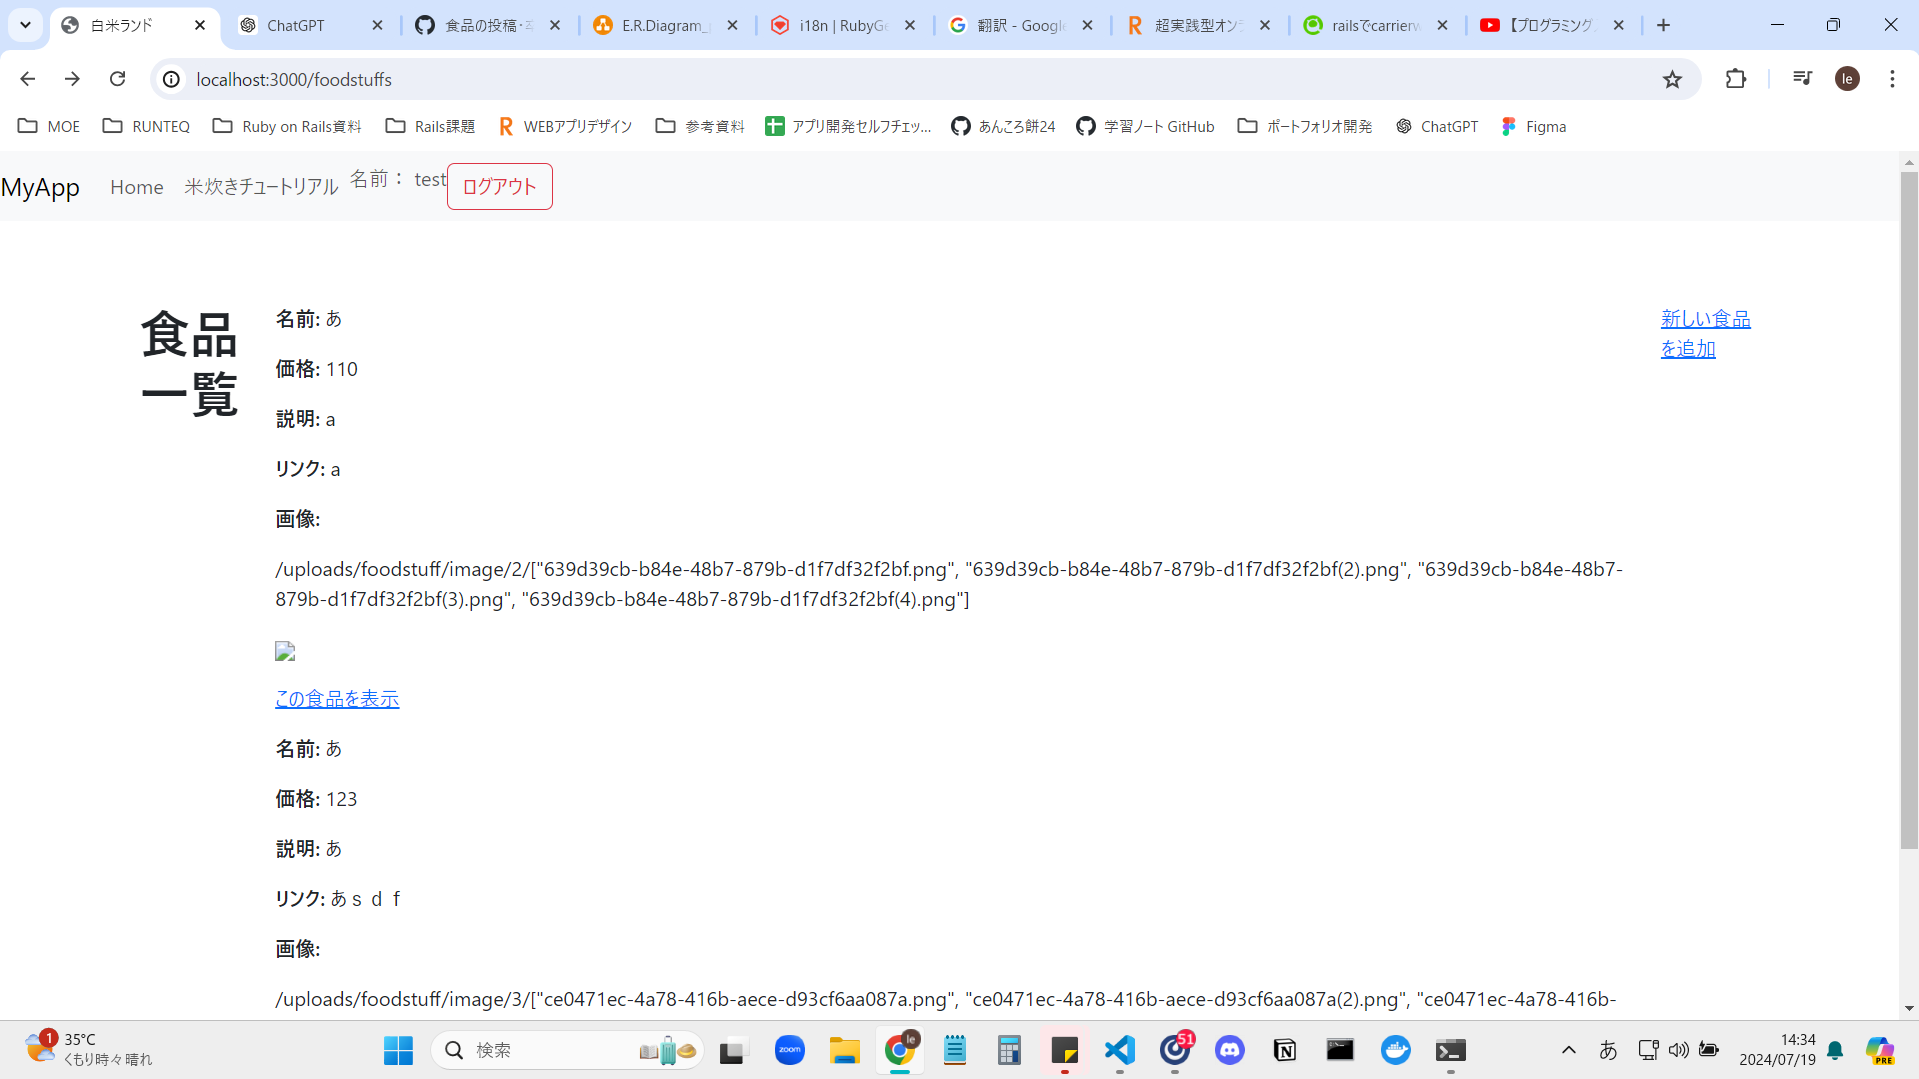 白米ランド
ChatGPT
食品の投稿・
E.R.Diagram_
i18n | RubyGe
翻訳 - Google
超実践型オン
railsでcarrierw
【プログラミング
localhost:3000/foodstuffs
le
MOE
RUNTEQ
Ruby on Rails資料
Rails課題
WEBアプリデザイン
参考資料
アプリ開発セルフチェッ...
あんころ餅24
学習ノート GitHub
ポートフォリオ開発
ChatGPT
Figma
MyApp
Home
米炊きチュートリアル
名前： test
ログアウト
食品
一覧
名前: あ
価格: 110
説明: a
リンク: a
画像:
/uploads/foodstuff/image/2/["639d39cb-b84e-48b7-879b-d1f7df32f2bf.png", "639d39cb-b84e-48b7-879b-d1f7df32f2bf(2).png", "639d39cb-b84e-48b7-
879b-d1f7df32f2bf(3).png", "639d39cb-b84e-48b7-879b-d1f7df32f2bf(4).png"]
この食品を表示
名前: あ
価格: 123
説明: あ
リンク: あｓｄｆ
画像:
/uploads/foodstuff/image/3/["ce0471ec-4a78-416b-aece-d93cf6aa087a.png", "ce0471ec-4a78-416b-aece-d93cf6aa087a(2).png", "ce0471ec-4a78-416b-
新しい食品
を追加
1
35°C
くもり時々晴れ
検索
zoom
le
51
あ
14:34
2024/07/19
PRE